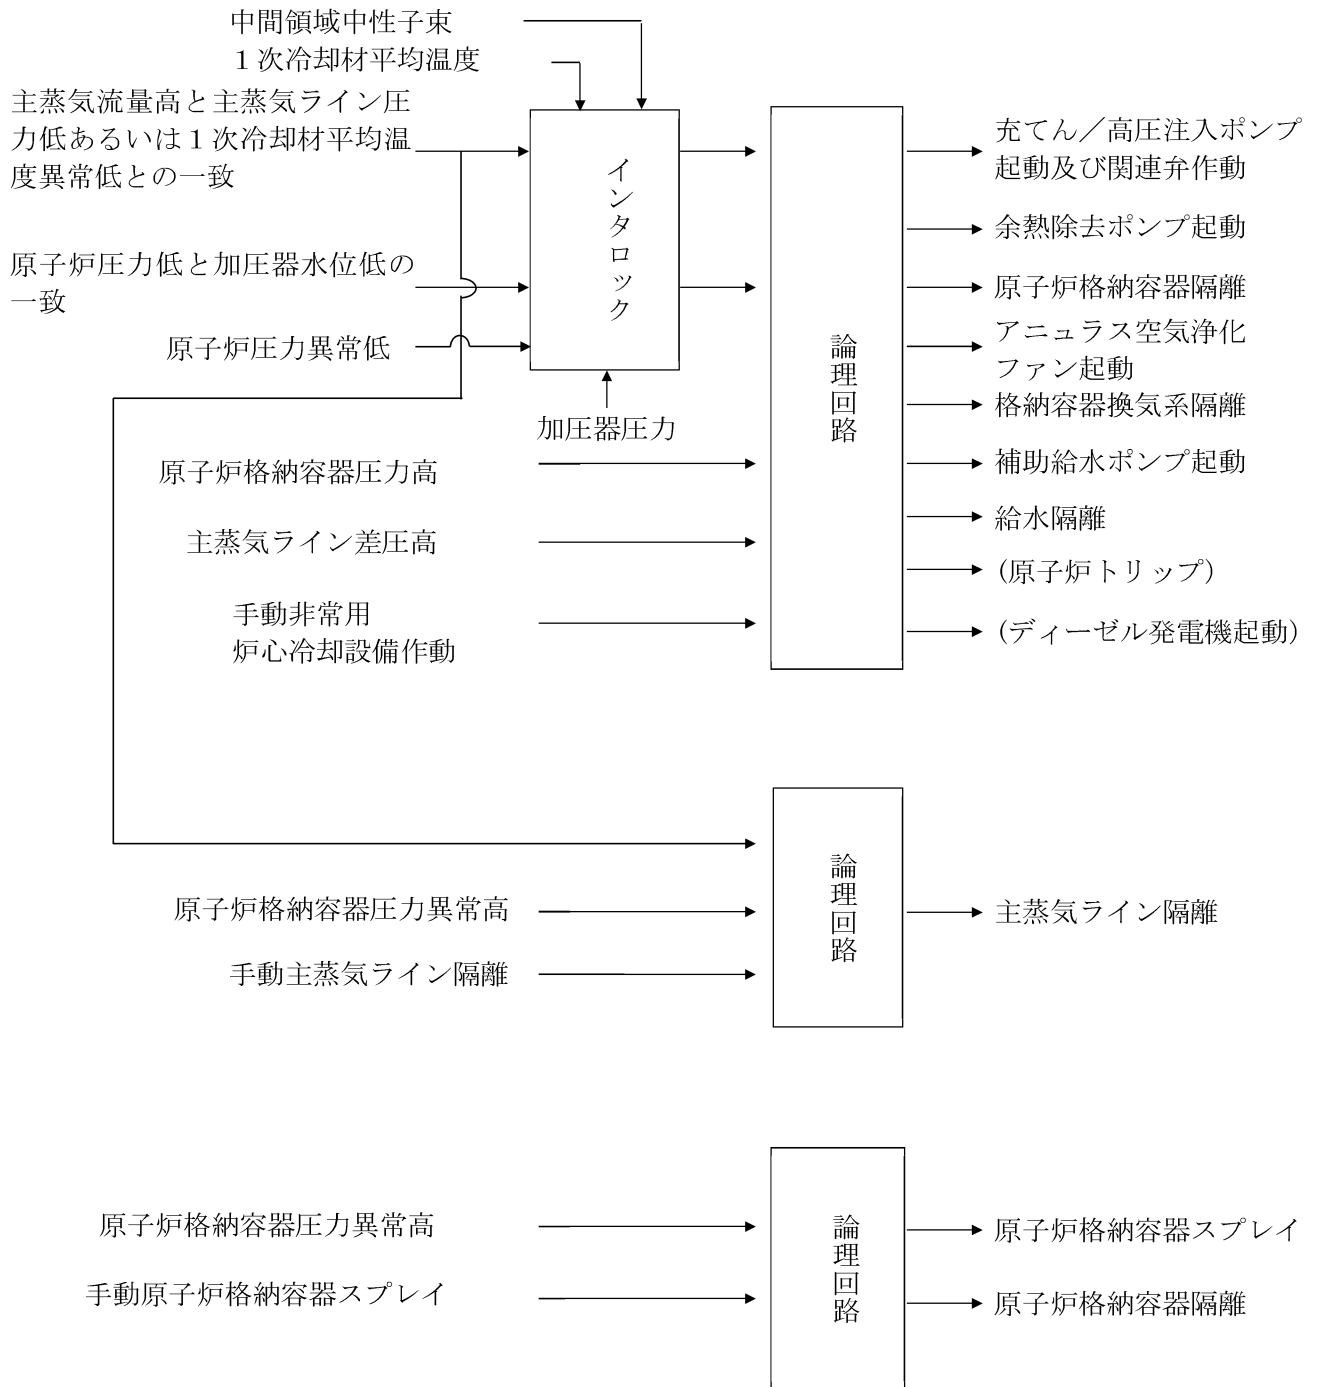 中間領域中性子束
１次冷却材平均温度
主蒸気流量高と主蒸気ライン圧
力低あるいは１次冷却材平均温
度異常低との一致
原子炉圧力低と加圧器水位低の
一致
原子炉圧力異常低
インタロック
加圧器圧力
原子炉格納容器圧力高
主蒸気ライン差圧高
手動非常用
炉心冷却設備作動
論理回路
充てん／高圧注入ポンプ
起動及び関連弁作動
余熱除去ポンプ起動
原子炉格納容器隔離
アニュラス空気浄化
ファン起動
格納容器換気系隔離
補助給水ポンプ起動
給水隔離
(原子炉トリップ)
(ディーゼル発電機起動)
原子炉格納容器圧力異常高
手動主蒸気ライン隔離
論理回路
主蒸気ライン隔離
原子炉格納容器圧力異常高
手動原子炉格納容器スプレイ
論理回路
原子炉格納容器スプレイ
原子炉格納容器隔離